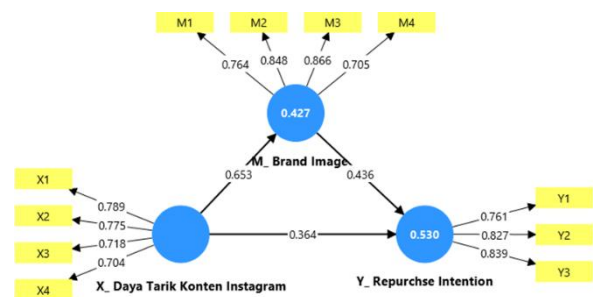 M1
M2
M3
M4
0.764
0.848
0.866
0.705
0.427
M_ Brand Image
0.653
0.436
X1
X2
X3
X4
0.789
0.775
0.718
0.704
0.364
0.530
Y1
Y2
Y3
0.761
0.827
0.839
X_ Daya Tarik Konten Instagram
Y_ Repurchse Intention